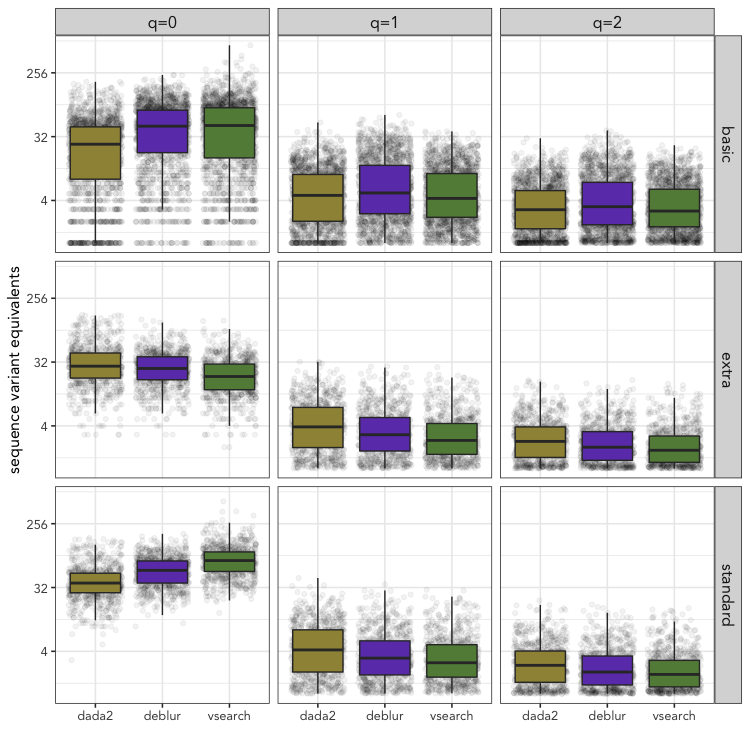 q=0 q=1 q=2
256
32
4
basic
sequence variant equivalents
256
32
4
extra
256
32
4
standard
dada2 deblur vsearch dada2 deblur vsearch dada2 deblur vsearch